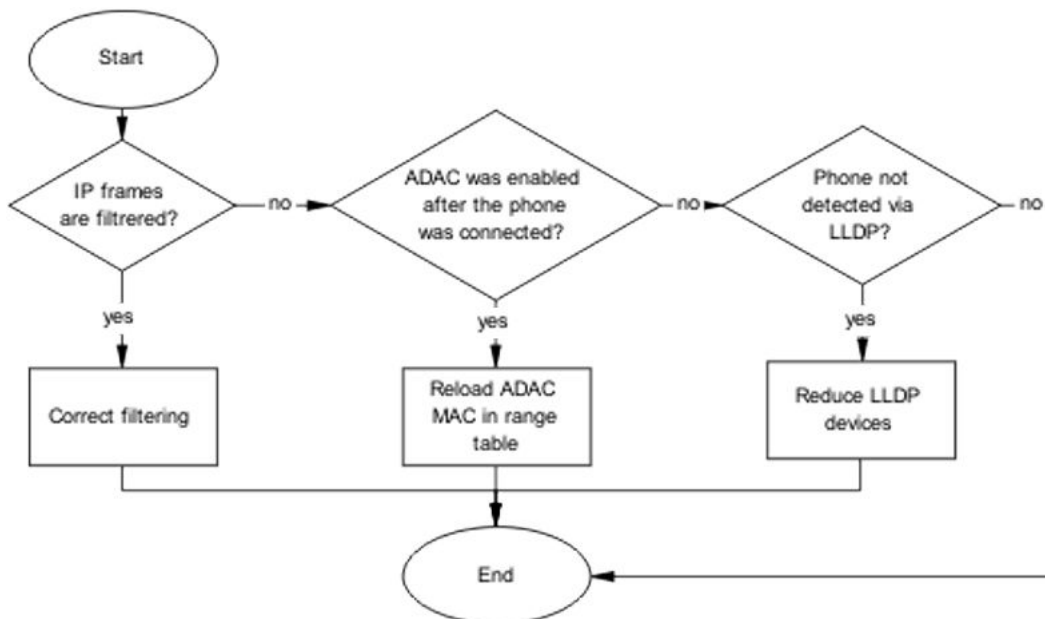 Start
IP frames
are filtrered?
no
ADAC was enabled
after the phone
was connected?
no
Phone not
detected via
LLDP?
no
yes
yes
yes
Correct filtering
Reload ADAC
MAC in range
table
Reduce LLDP
devices
End